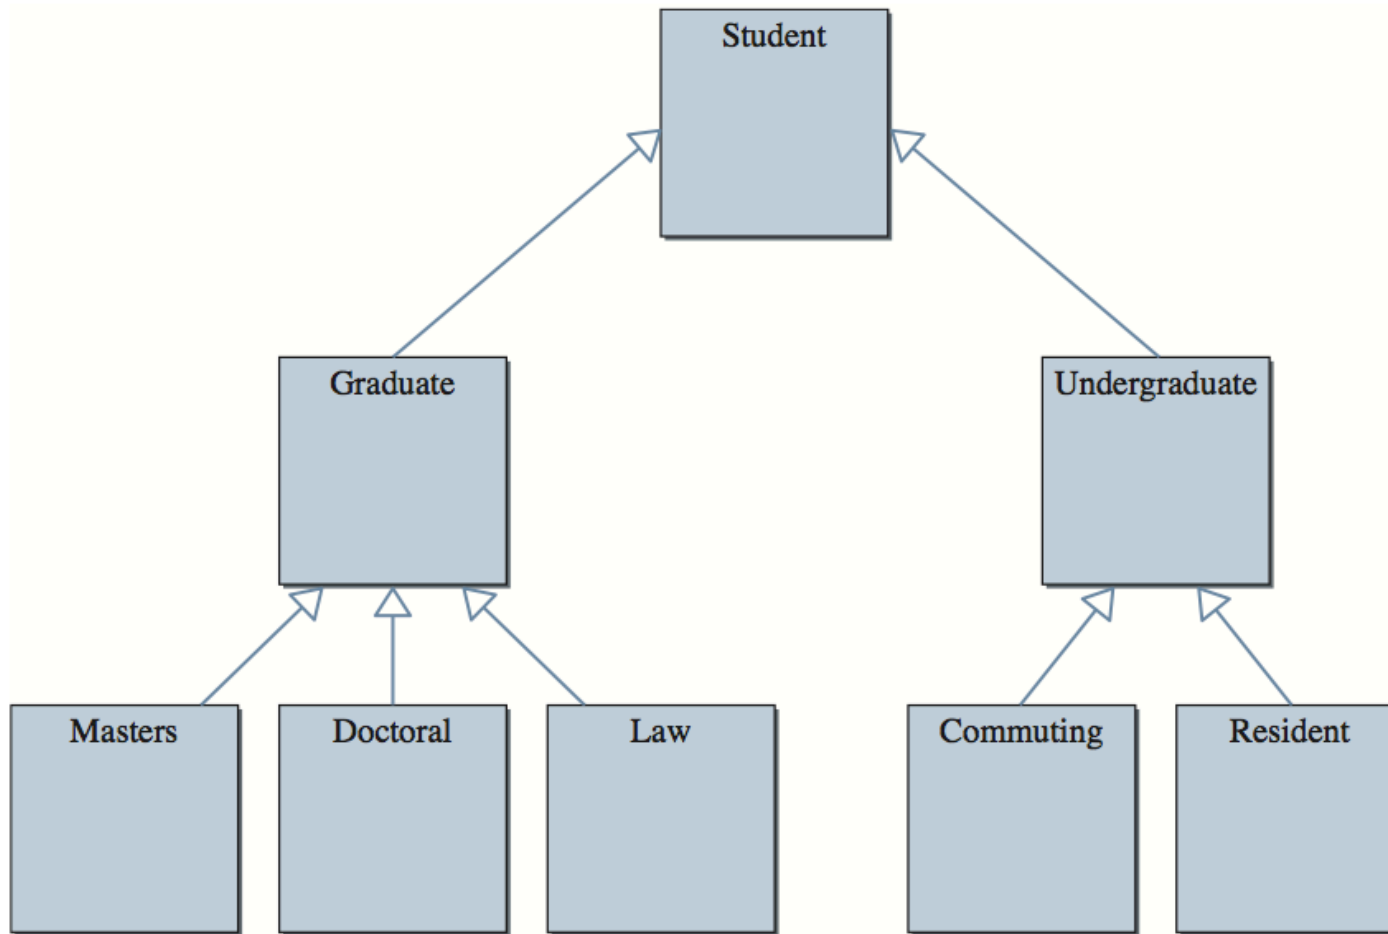 Student
Graduate
Undergraduate
Masters
Doctoral
Law
Commuting
Resident